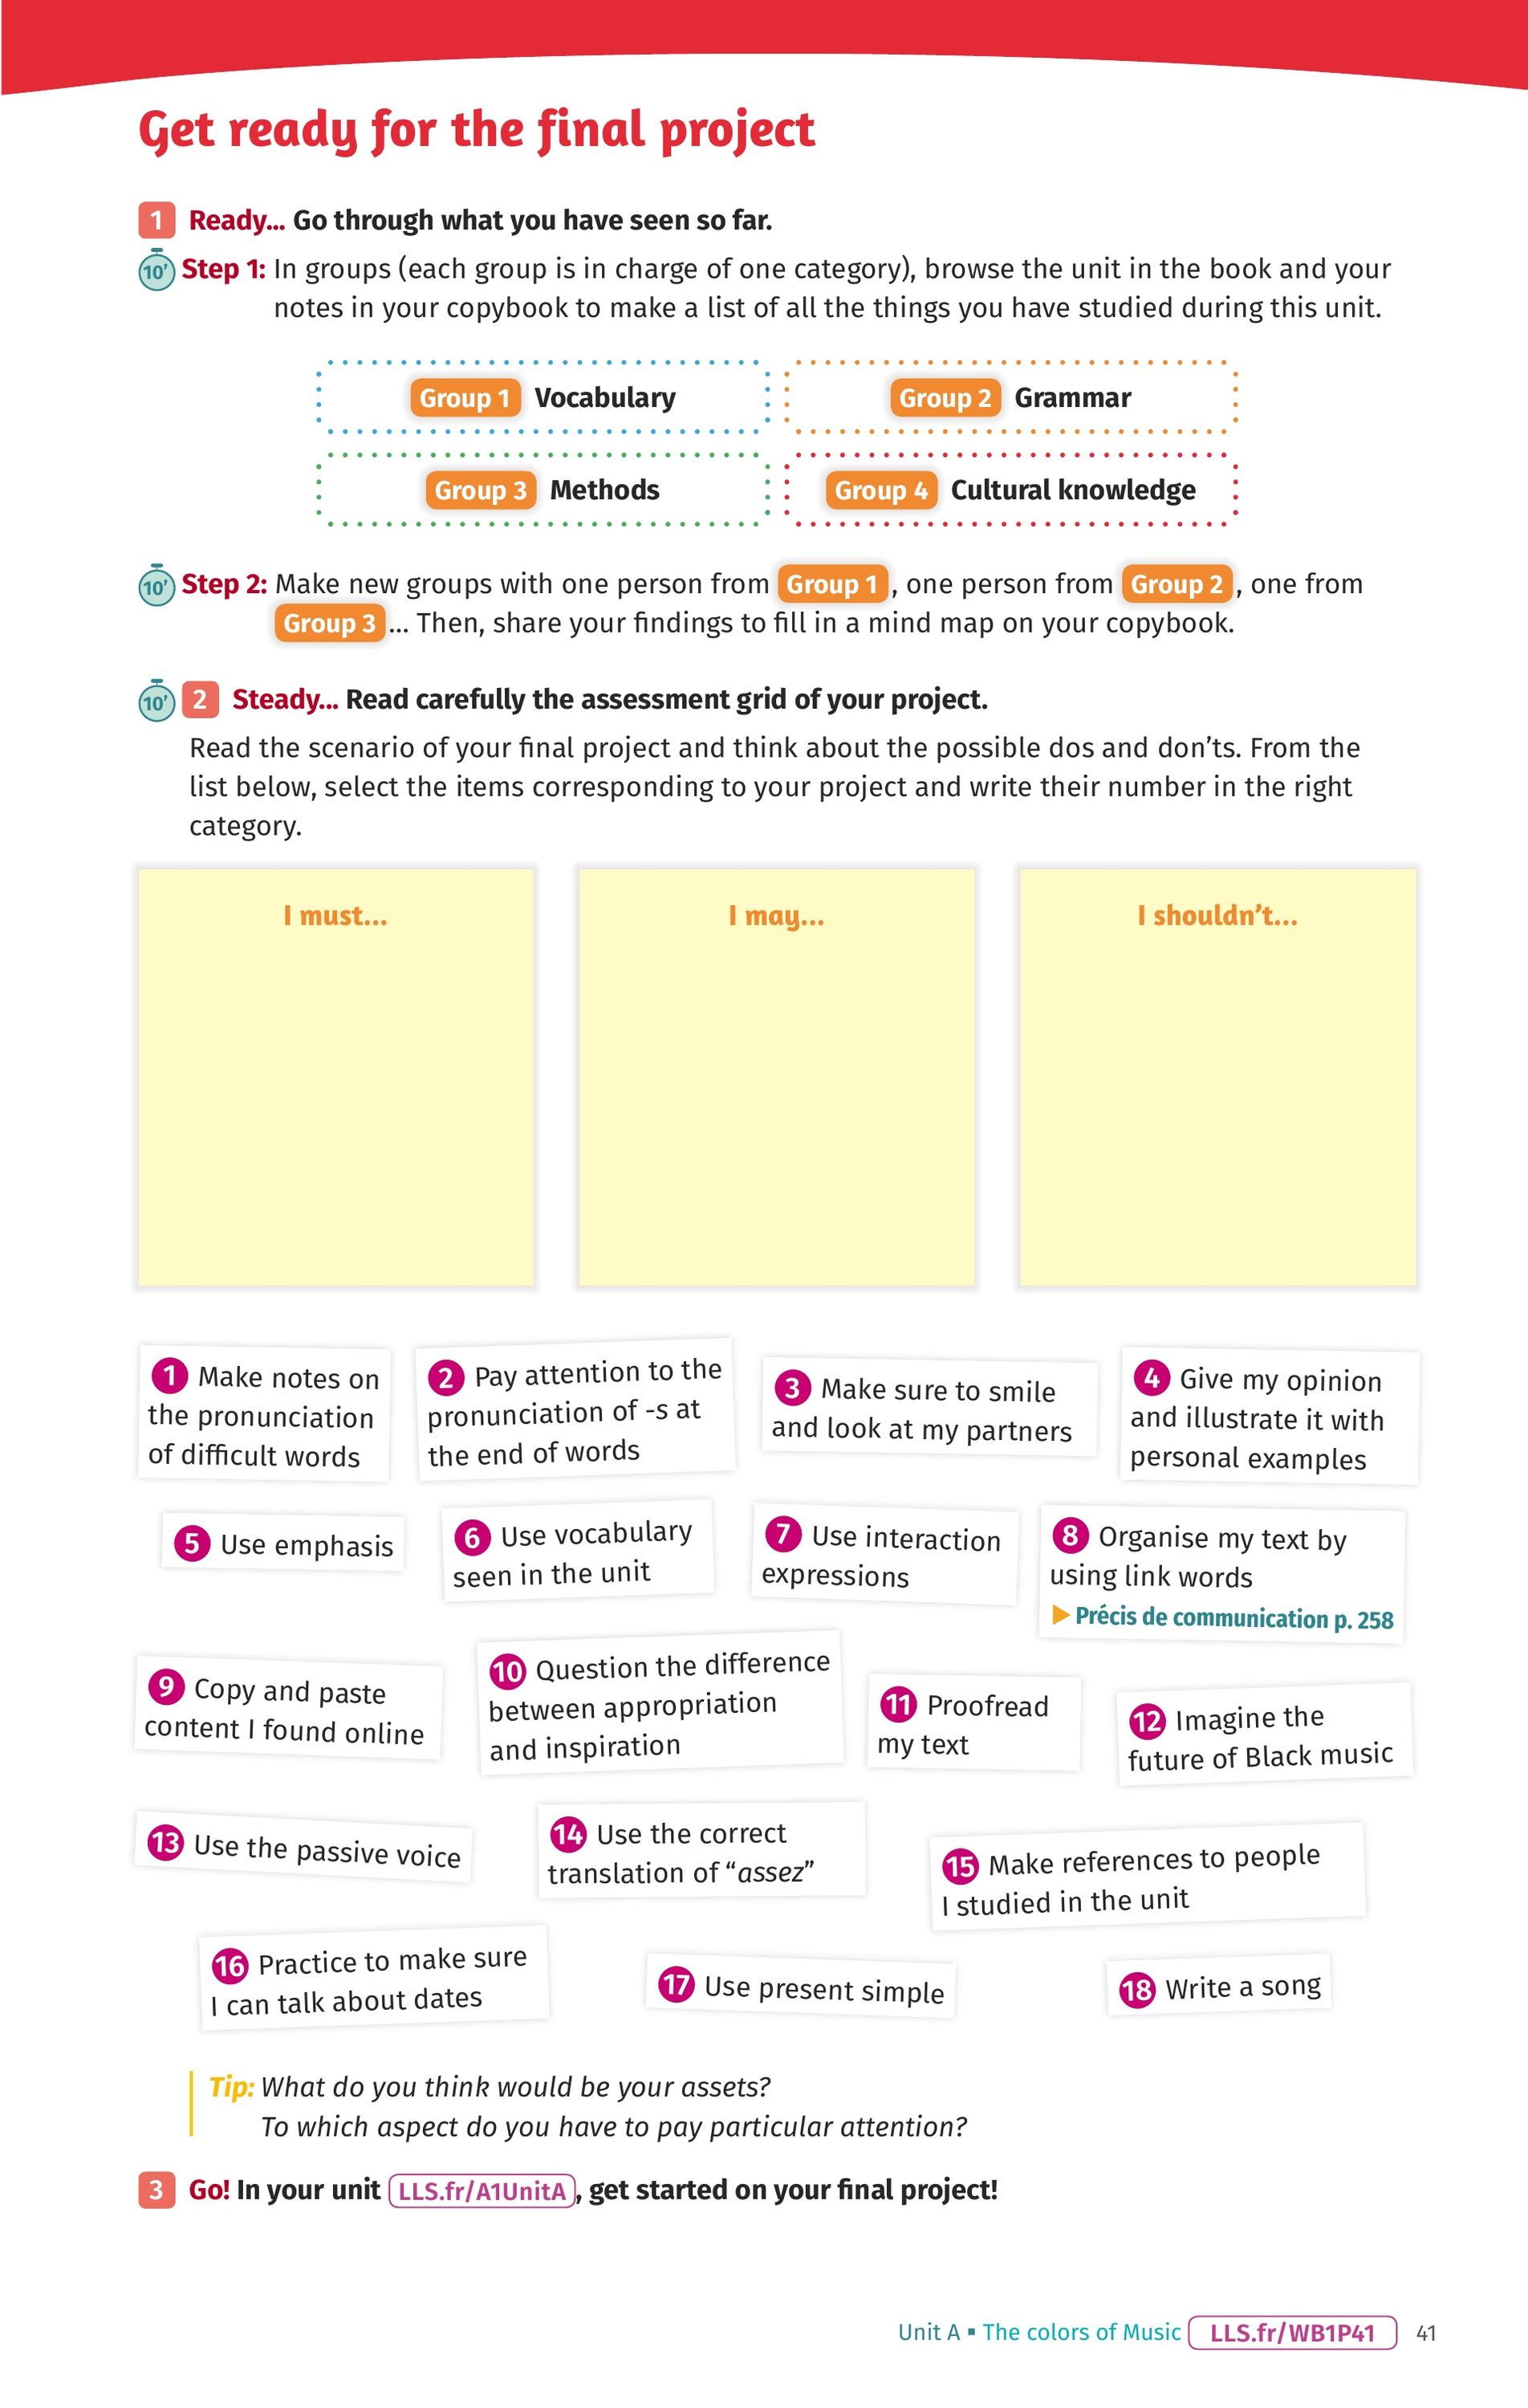 Get ready for the final project
1 Ready... Go through what you have seen so far.
10’ Step 1: In groups (each group is in charge of one category), browse the unit in the book and your
notes in your copybook to make a list of all the things you have studied during this unit.
Group 1 Vocabulary
Group 2 Grammar
Group 3 Methods
Group 4 Cultural knowledge
10’ Step 2: Make new groups with one person from Group 1, one person from Group 2, one from
Group 3... Then, share your findings to fill in a mind map on your copybook.
10’ 2 Steady... Read carefully the assessment grid of your project.
Read the scenario of your final project and think about the possible dos and don’ts. From the
list below, select the items corresponding to your project and write their number in the right
category.
I must...
I may...
I shouldn’t...
1 Make notes on
the pronunciation
of difficult words
2 Pay attention to the
pronunciation of -s at
the end of words
3 Make sure to smile
and look at my partners
4 Give my opinion
and illustrate it with
personal examples
5 Use emphasis
6 Use vocabulary
seen in the unit
7 Use interaction
expressions
8 Organise my text by
using link words
▶ Précis de communication p. 258
9 Copy and paste
content I found online
10 Question the difference
between appropriation
and inspiration
11 Proofread
my text
12 Imagine the
future of Black music
13 Use the passive voice
14 Use the correct
translation of “assez”
15 Make references to people
I studied in the unit
16 Practice to make sure
I can talk about dates
17 Use present simple
18 Write a song
Tip: What do you think would be your assets?
To which aspect do you have to pay particular attention?
3 Go! In your unit LLS.fr/A1UnitA, get started on your final project!
Unit A ▪ The colors of Music LLS.fr/WB1P41 41